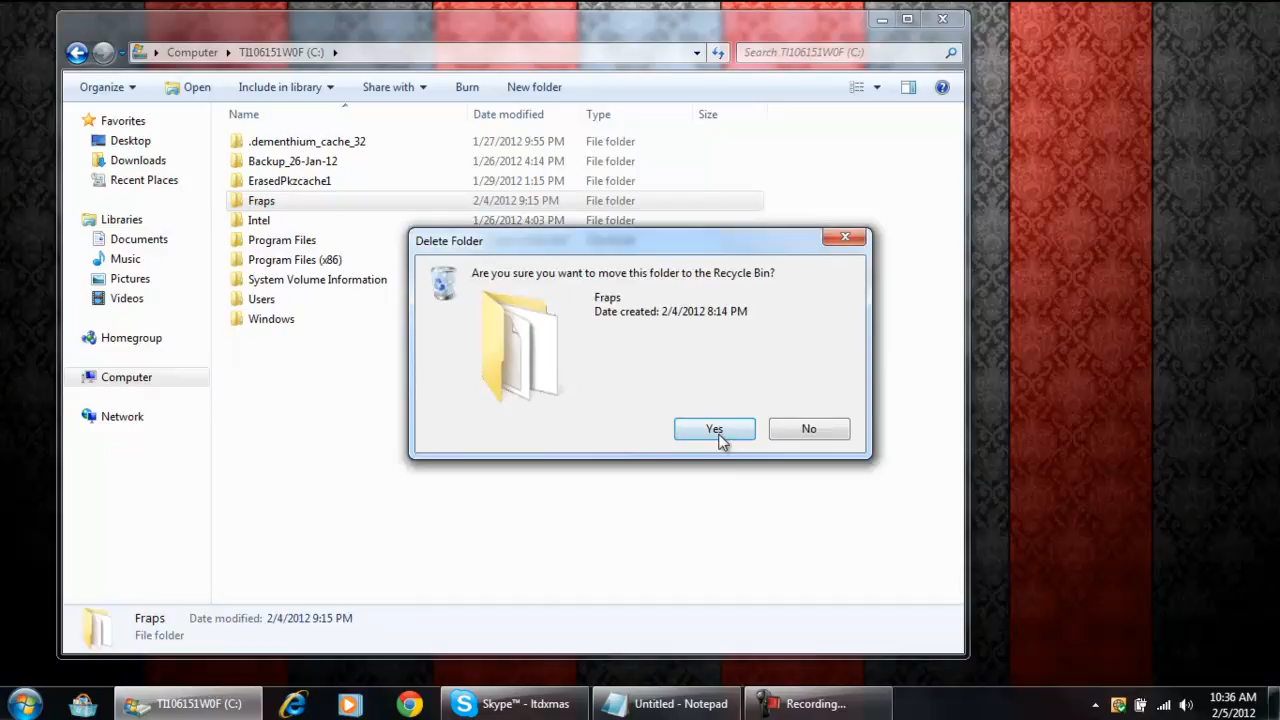 Computer
TI106151W0F (C:)
Search TI106151W0F (C:)
Organize
Open
Include in library
Share with
Burn
New folder
Favorites
Desktop
Downloads
Recent Places
Libraries
Documents
Music
Pictures
Videos
Homegroup
Computer
Network
Name Date modified Type Size
.dementhium_cache_32 1/27/2012 9:55 PM File folder
Backup_26-Jan-12 1/26/2012 4:14 PM File folder
ErasedPkzcache1 1/29/2012 1:15 PM File folder
Fraps 2/4/2012 9:15 PM File folder
Intel 1/26/2012 4:03 PM File folder
Program Files
Program Files (x86)
System Volume Information
Users
Windows
Delete Folder
Are you sure you want to move this folder to the Recycle Bin?
Fraps
Date created: 2/4/2012 8:14 PM
Yes
No
Fraps Date modified: 2/4/2012 9:15 PM
File folder
TI106151W0F (C:)
Skype™ - ltdxmas
Untitled - Notepad
Recording...
10:36 AM
2/5/2012